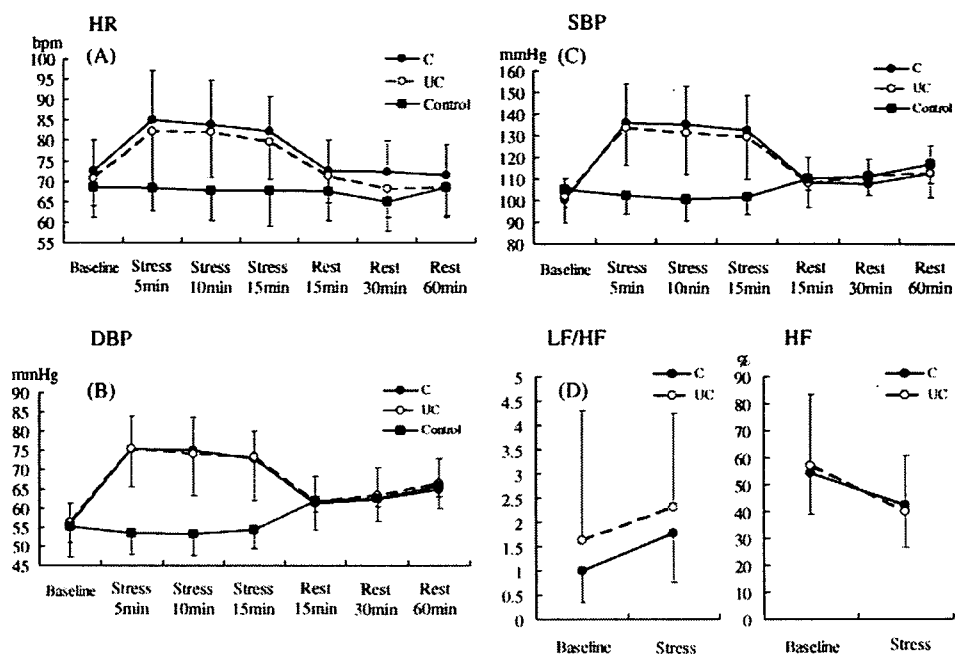 HR
bpm
(A)
C
UC
Control
100
95
90
85
80
75
70
65
60
55
Baseline
Stress
5min
Stress
10min
Stress
15min
Rest
15min
Rest
30min
Rest
60min
SBP
mmHg
(C)
C
UC
Control
160
150
140
130
120
110
100
90
80
Baseline
Stress
5min
Stress
10min
Stress
15min
Rest
15min
Rest
30min
Rest
60min
DBP
mmHg
(B)
C
UC
Control
90
85
80
75
70
65
60
55
50
45
Baseline
Stress
5min
Stress
10min
Stress
15min
Rest
15min
Rest
30min
Rest
60min
LF/HF
(D)
C
UC
5
4.5
4
3.5
3
2.5
2
1.5
1
0.5
0
Baseline
Stress
HF
%
C
UC
90
80
70
60
50
40
30
20
10
0
Baseline
Stress